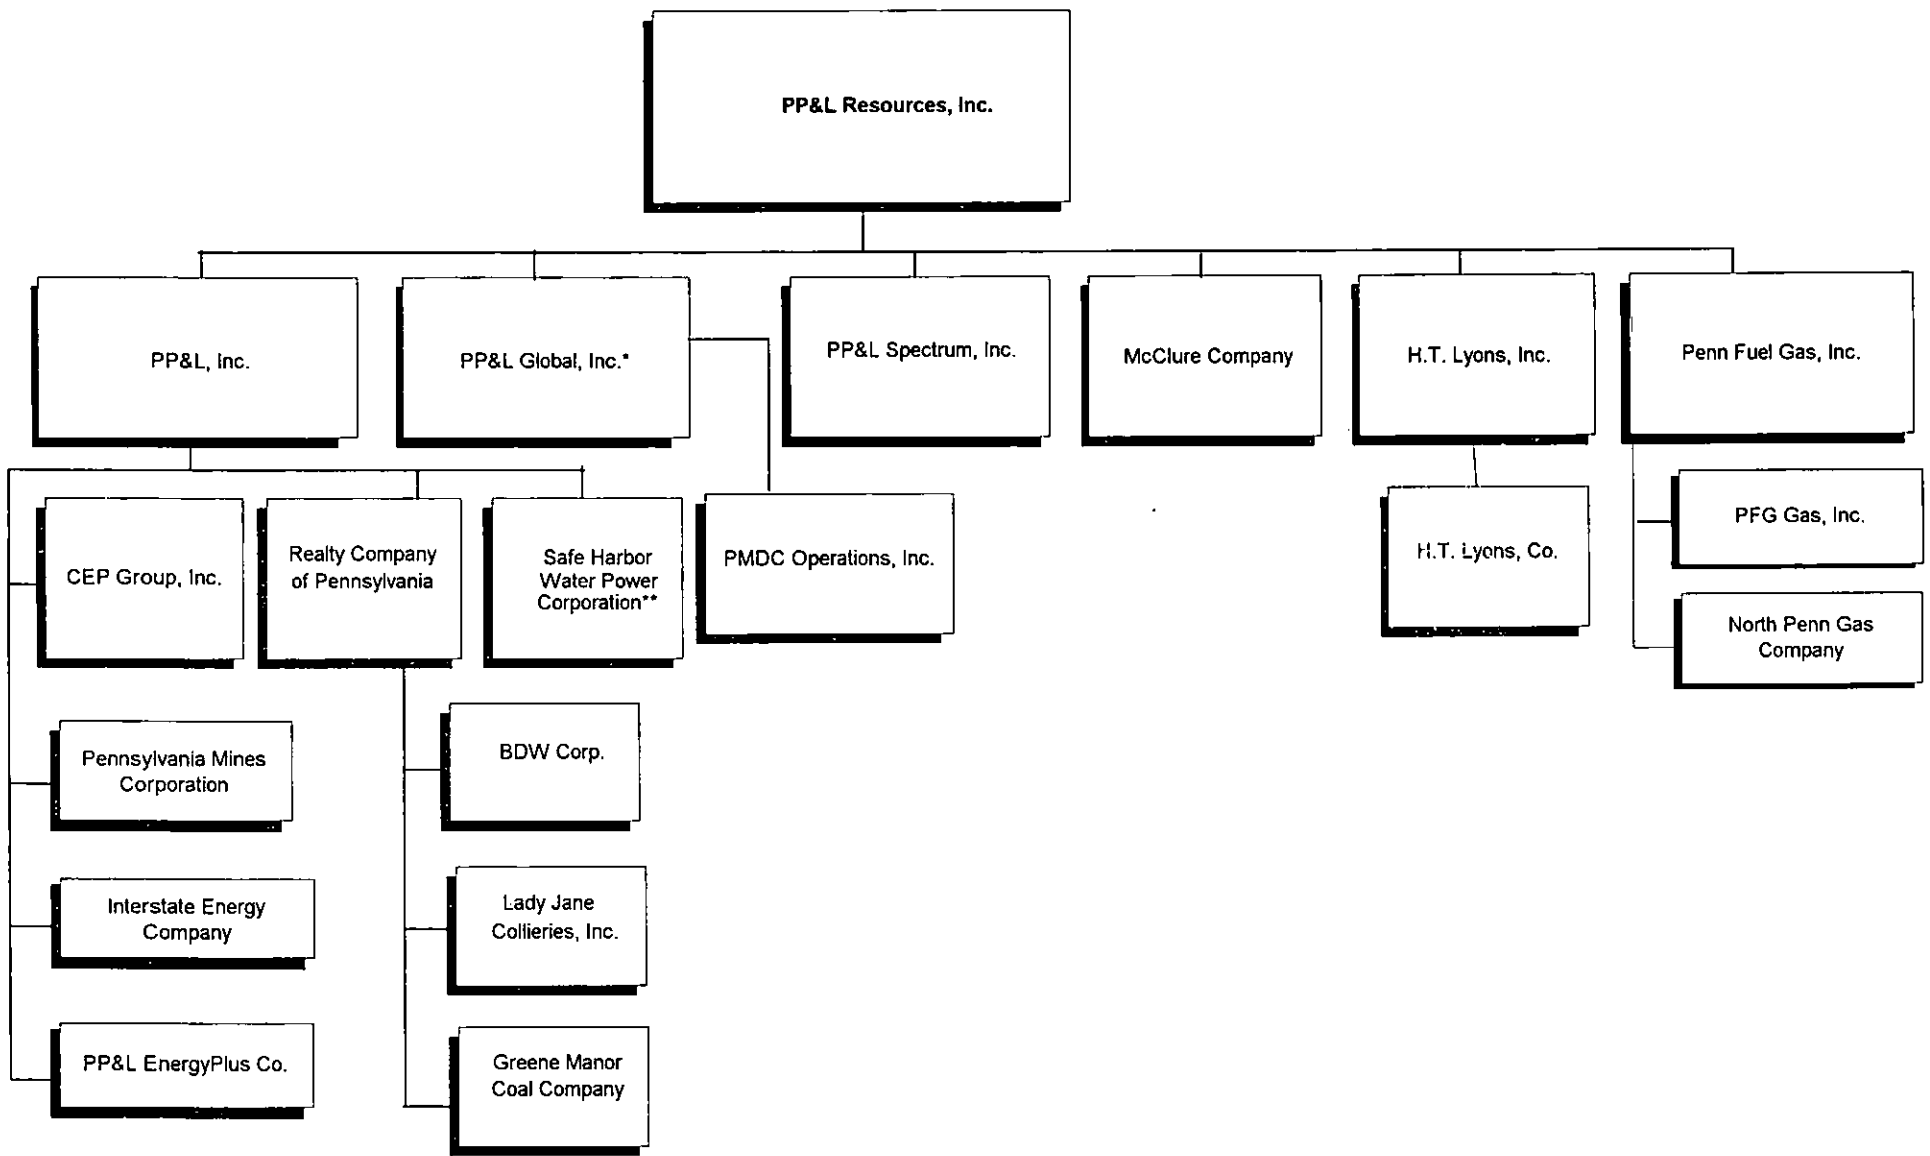 PP&L Resources, Inc.
PP&L, Inc.
PP&L Global, Inc.*
PP&L Spectrum, Inc.
McClure Company
H.T. Lyons, Inc.
Penn Fuel Gas, Inc.
CEP Group, Inc.
Realty Company
of Pennsylvania
Safe Harbor
Water Power
Corporation**
PMDC Operations, Inc.
H.T. Lyons, Co.
PFG Gas, Inc.
North Penn Gas
Company
Pennsylvania Mines
Corporation
BDW Corp.
Interstate Energy
Company
Lady Jane
Collieries, Inc.
PP&L EnergyPlus Co.
Greene Manor
Coal Company